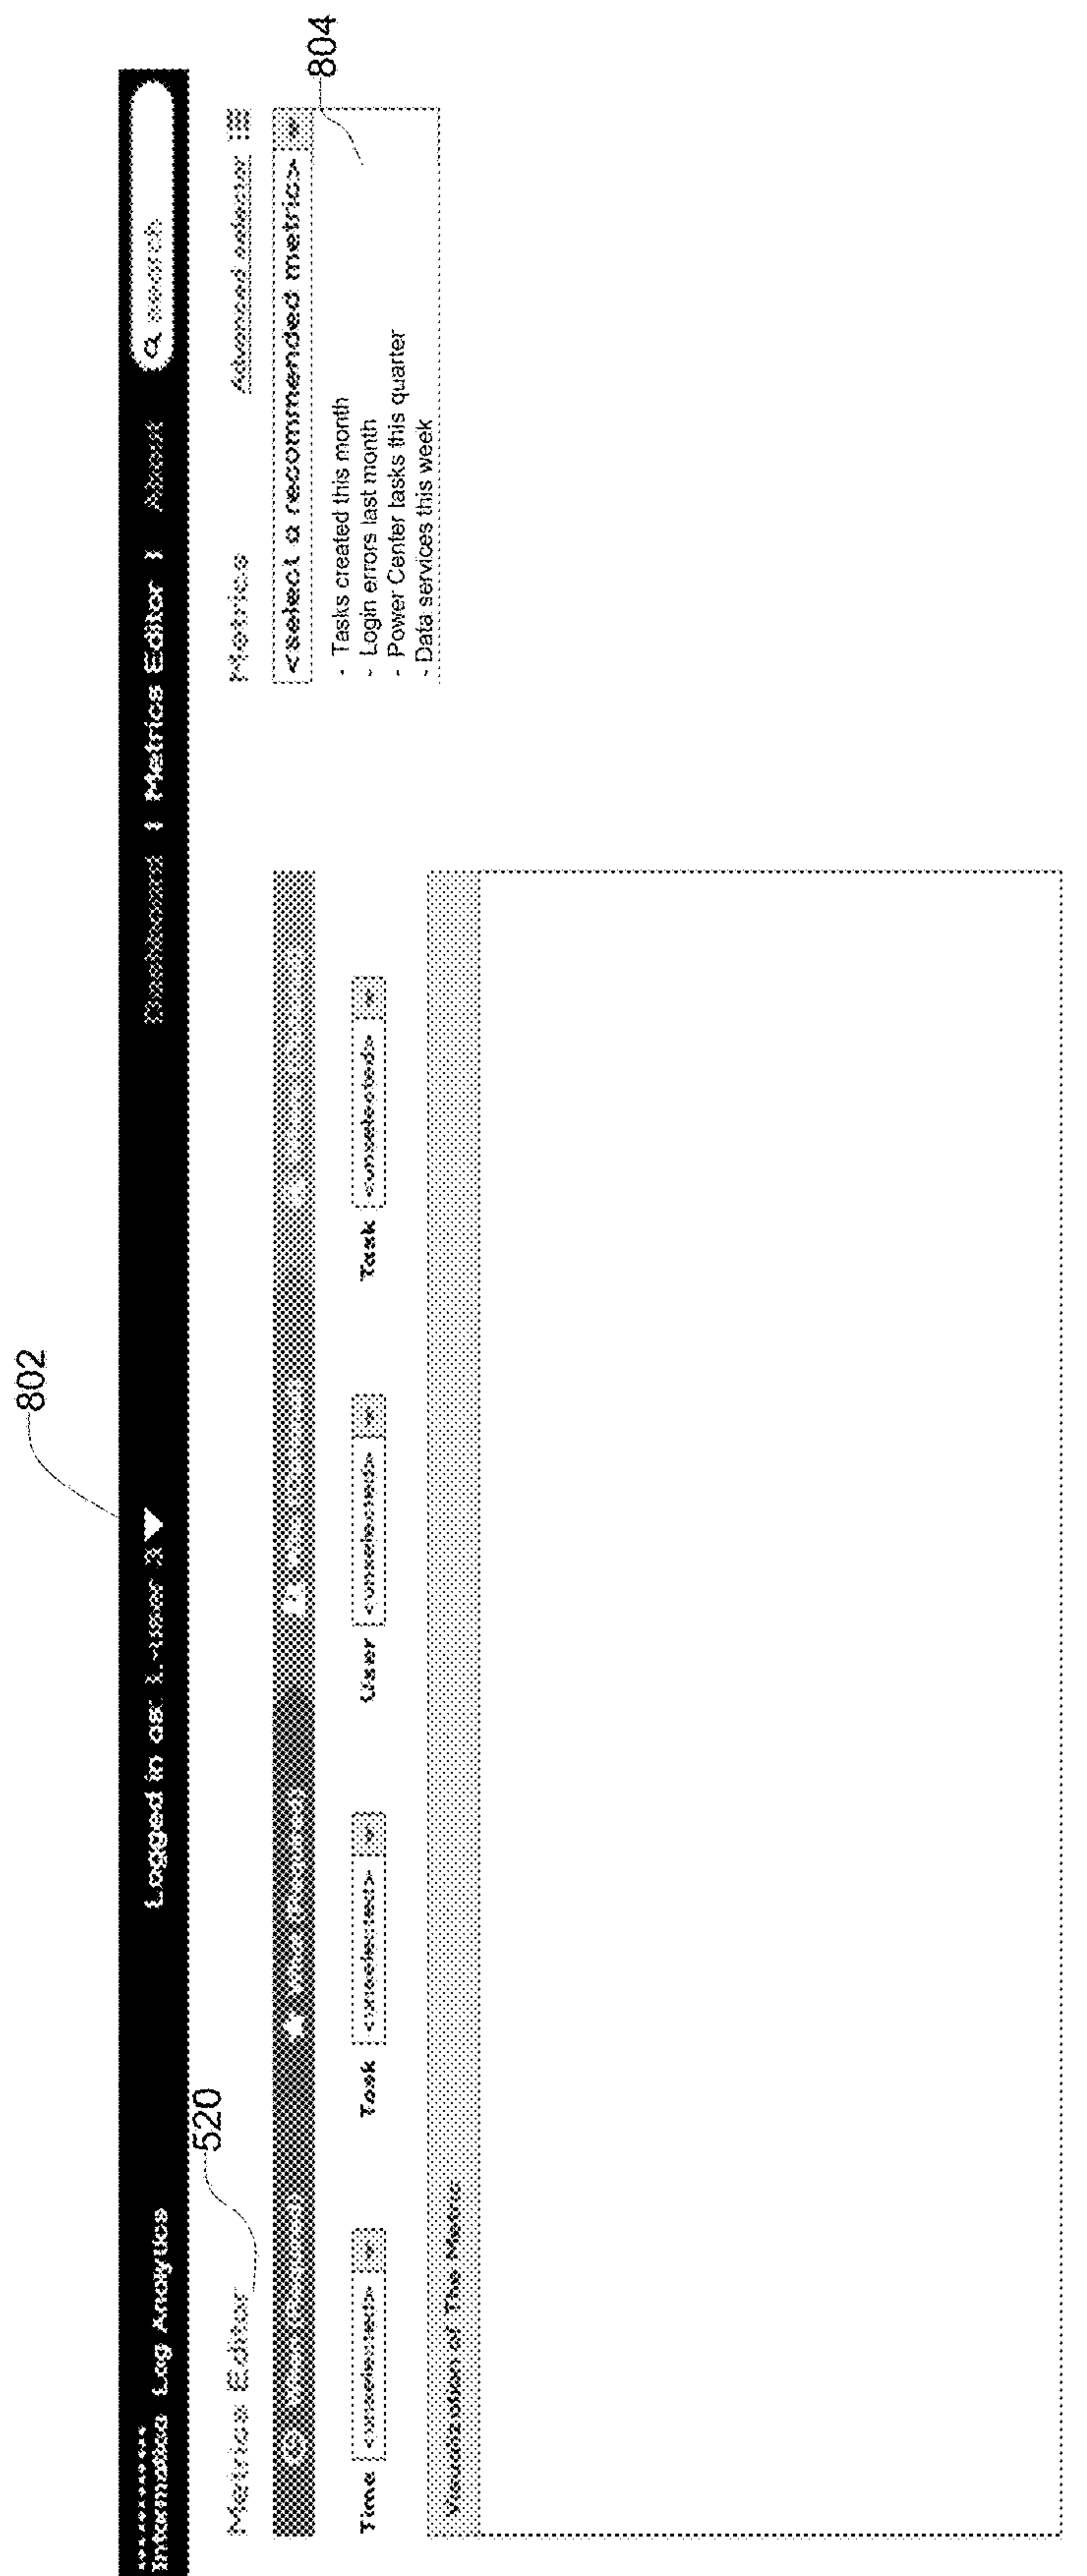 802
Informatica Log Analytics
Logged in as:
Dashboard | Metrics Editor | About
search
520
Metrics Editor
Metrics
Advanced selector
<select a recommended metric>
804
- Tasks created this month
- Login errors last month
- Power Center tasks this quarter
- Data services this week
Time <unselected>
Task <unselected>
User <unselected>
Task <unselected>
Visualization of The Metric